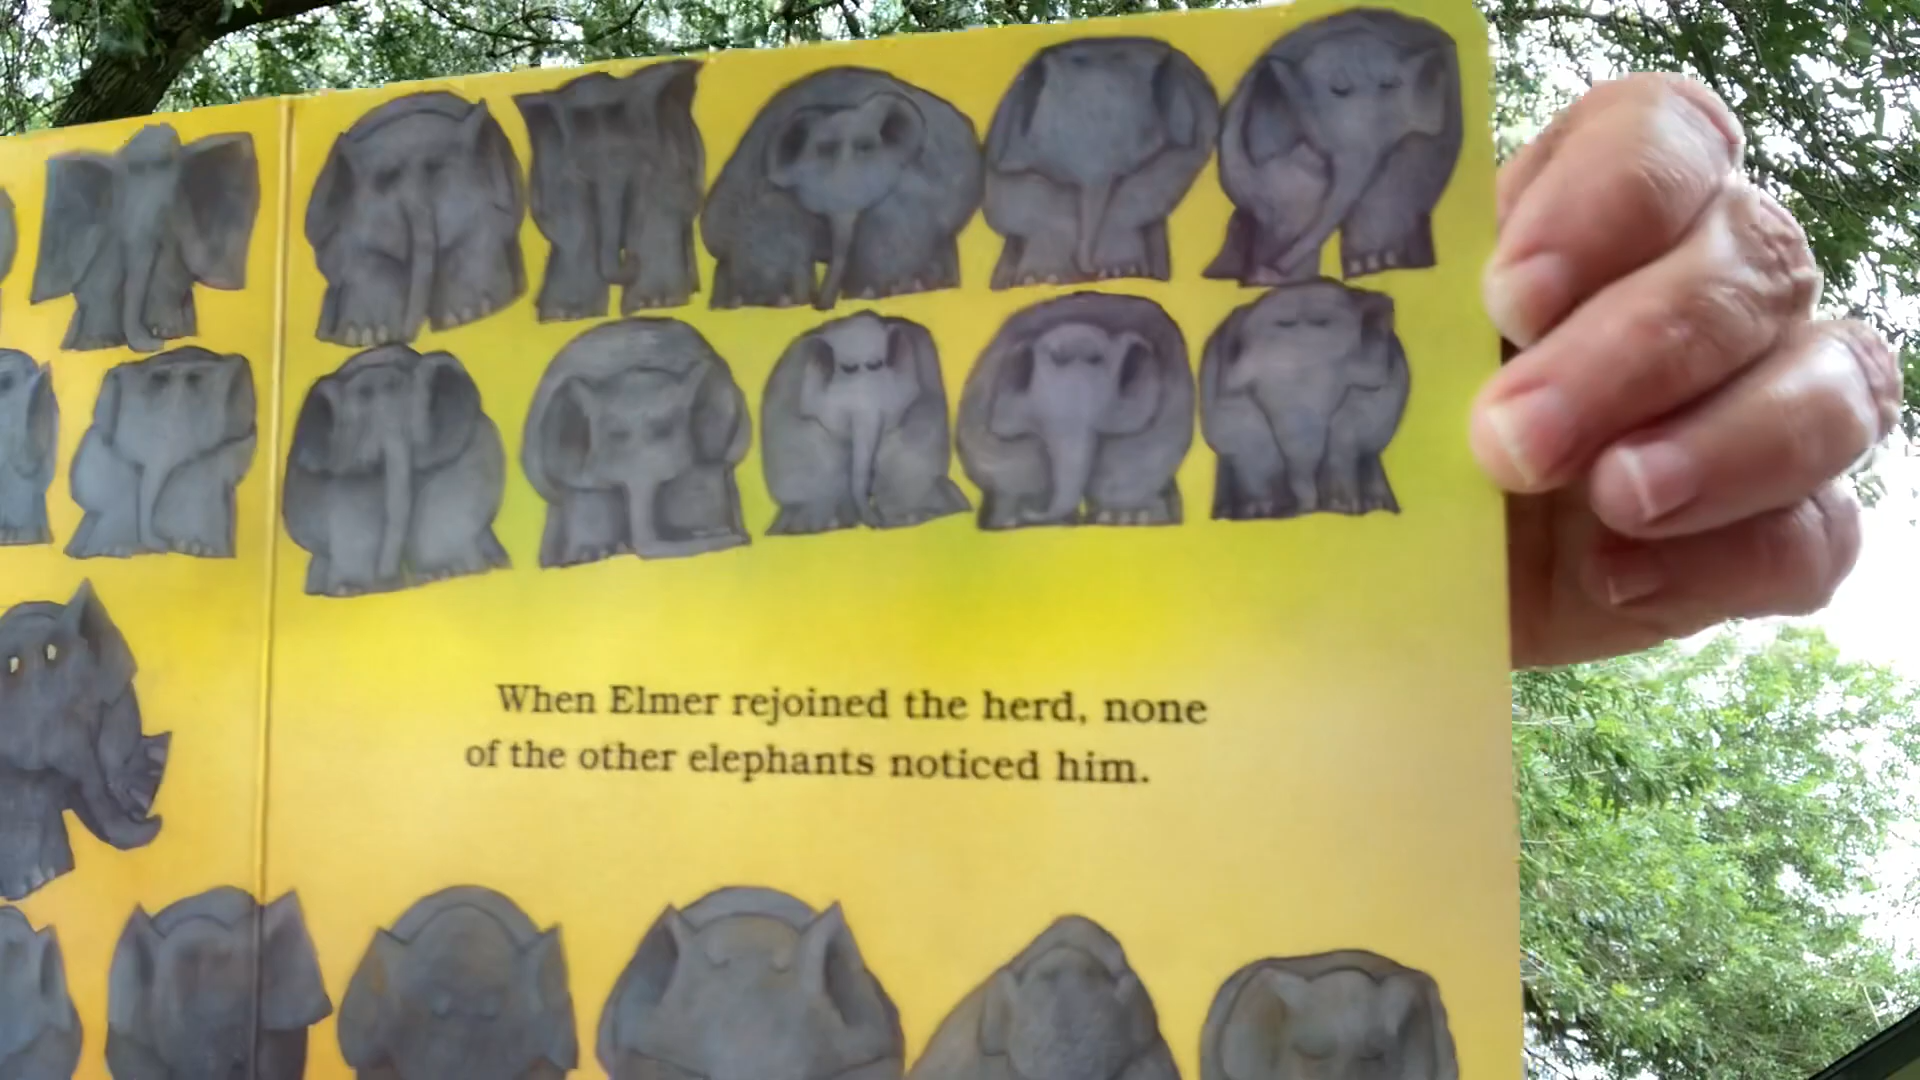 When Elmer rejoined the herd, none
of the other elephants noticed him.